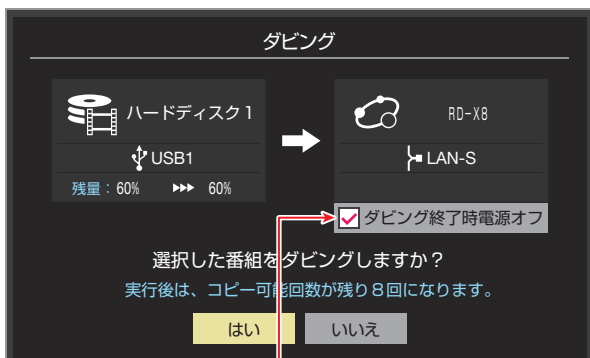 ダビング
ハードディスク1
USB1
残量：60% ▶▶▶ 60%
RD-X8
LAN-S
ダビング終了時電源オフ
選択した番組をダビングしますか？
実行後は、コピー可能回数が残り８回になります。
はい
いいえ